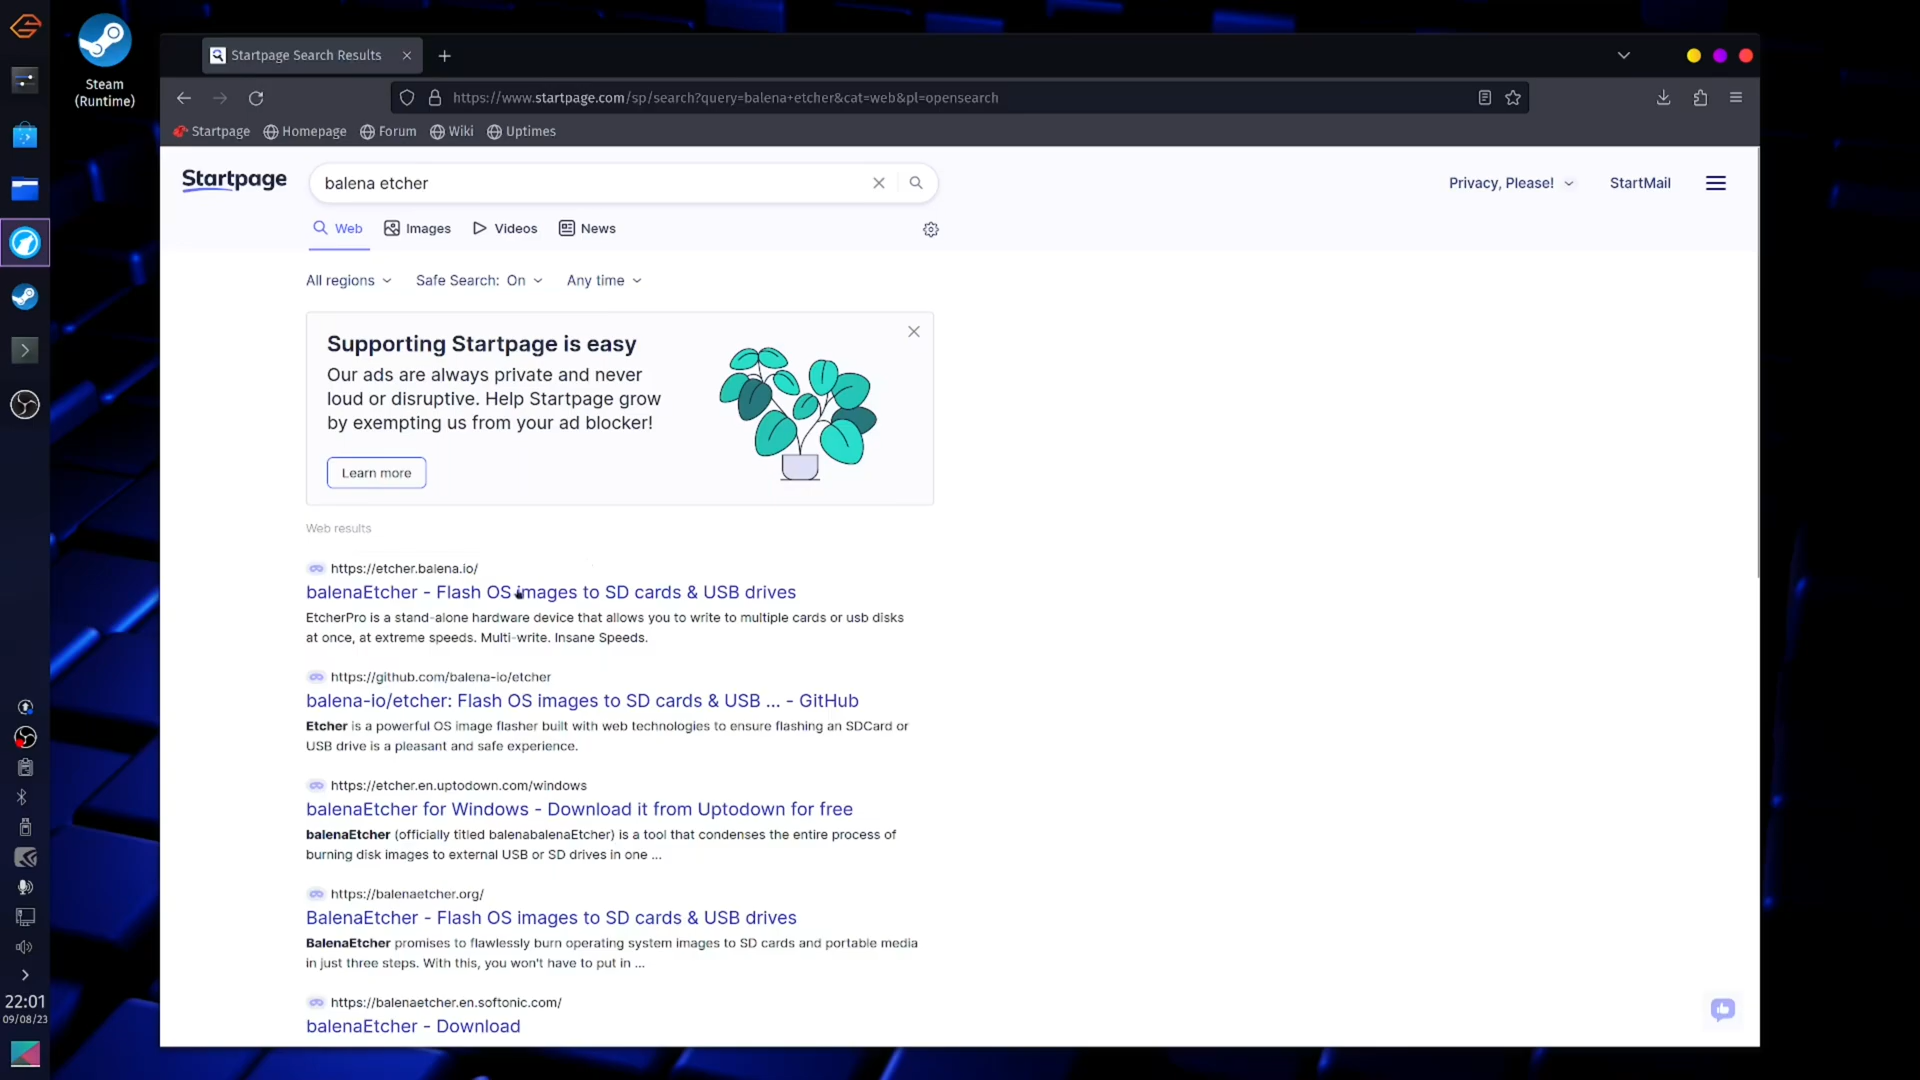 Steam
(Runtime)
Startpage Search Results
https://www.startpage.com/sp/search?query=balena+etcher&cat=web&pl=opensearch
Startpage Homepage Forum Wiki Uptimes
Startpage
balena etcher
Privacy, Please!
StartMail
Web Images Videos News
All regions Safe Search: On Any time
Supporting Startpage is easy
Our ads are always private and never
loud or disruptive. Help Startpage grow
by exempting us from your ad blocker!
Learn more
Web results
https://etcher.balena.io/
balenaEtcher - Flash OS images to SD cards & USB drives
EtcherPro is a stand-alone hardware device that allows you to write to multiple cards or usb disks
at once, at extreme speeds. Multi-write. Insane Speeds.
https://github.com/balena-io/etcher
balena-io/etcher: Flash OS images to SD cards & USB ... - GitHub
Etcher is a powerful OS image flasher built with web technologies to ensure flashing an SDCard or
USB drive is a pleasant and safe experience.
https://etcher.en.uptodown.com/windows
balenaEtcher for Windows - Download it from Uptodown for free
balenaEtcher (officially titled balenabalenaEtcher) is a tool that condenses the entire process of
burning disk images to external USB or SD drives in one ...
https://balenaetcher.org/
BalenaEtcher - Flash OS images to SD cards & USB drives
BalenaEtcher promises to flawlessly burn operating system images to SD cards and portable media
in just three steps. With this, you won't have to put in ...
https://balenaetcher.en.softonic.com/
balenaEtcher - Download
22:01
09/08/23